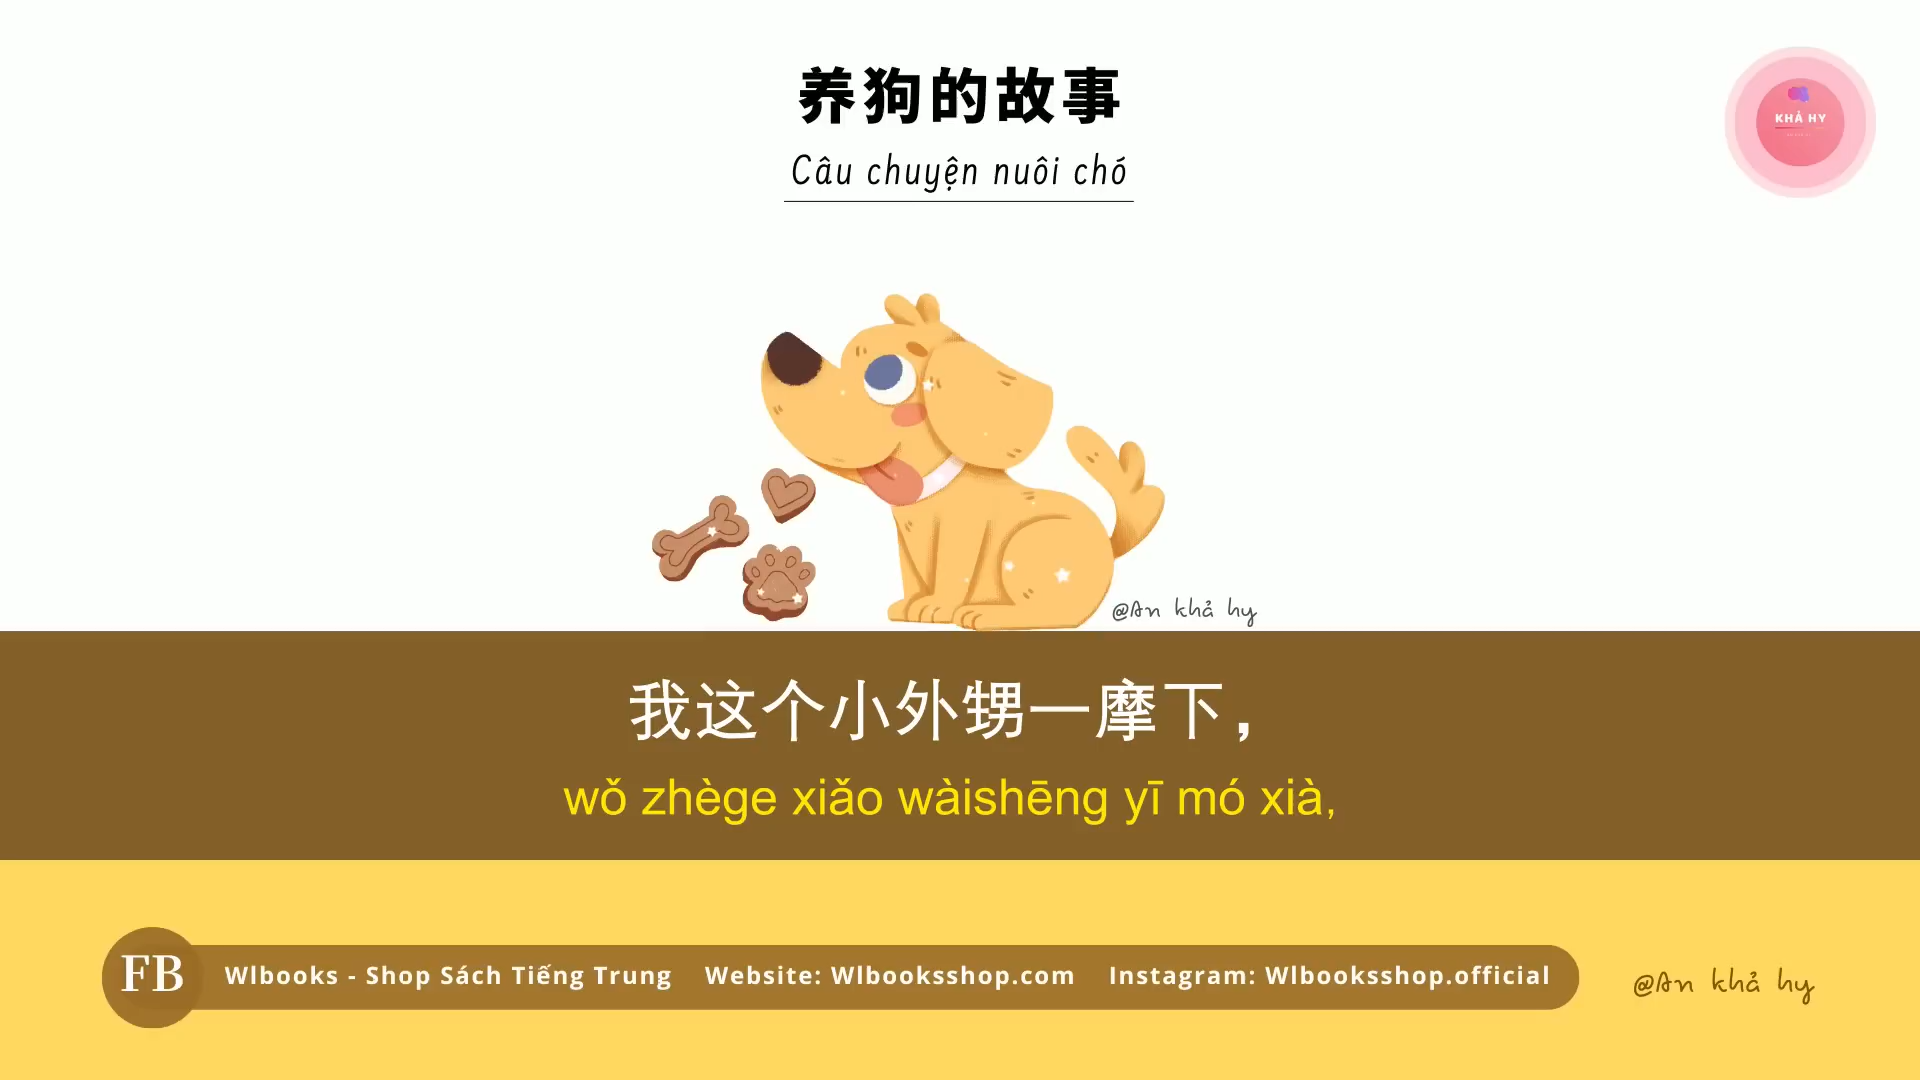 养狗的故事
Câu chuyện nuôi chó
KHẢ HY
@An khả hy
我这个小外甥一摩下，
wǒ zhège xiǎo wàishēng yī mó xià,
FB
Wlbooks - Shop Sách Tiếng Trung Website: Wlbooksshop.com Instagram: Wlbooksshop.official
@An khả hy